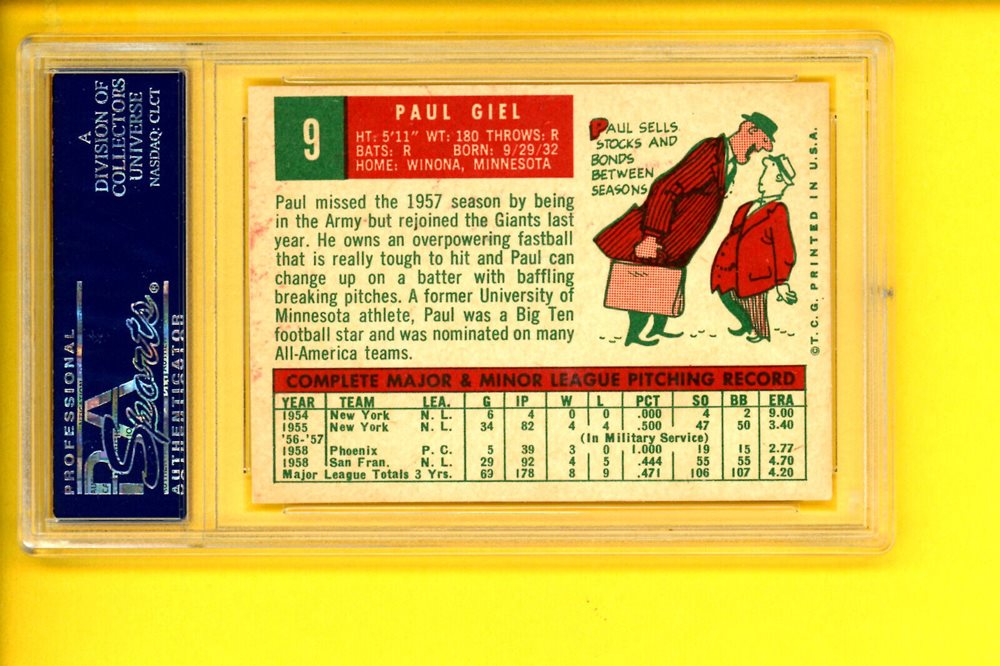 A
DIVISION OF
COLLECTORS
UNIVERSE
NASDAQ: CLCT
PROFESSIONAL
PSA
Sports®
AUTHENTICATOR
9
PAUL GIEL
HT: 5'11" WT: 180 THROWS: R
BATS: R BORN: 9/29/32
HOME: WINONA, MINNESOTA
Paul missed the 1957 season by being
in the Army but rejoined the Giants last
year. He owns an overpowering fastball
that is really tough to hit and Paul can
change up on a batter with baffling
breaking pitches. A former University of
Minnesota athlete, Paul was a Big Ten
football star and was nominated on many
All-America teams.
PAUL SELLS
STOCKS AND
BONDS
BETWEEN
SEASONS
©T.C.G. PRINTED IN U.S.A.
COMPLETE MAJOR & MINOR LEAGUE PITCHING RECORD
YEAR TEAM LEA. G IP W L PCT SO BB ERA
1954 New York N. L. 6 4 0 0 .000 4 2 9.00
1955 New York N. L. 34 82 4 4 .500 47 50 3.40
'56-'57 (In Military Service)
1958 Phoenix P. C. 5 39 3 0 1.000 19 15 2.77
1958 San Fran. N. L. 29 92 4 5 .444 55 55 4.70
Major League Totals 3 Yrs. 69 178 8 9 .471 106 107 4.20